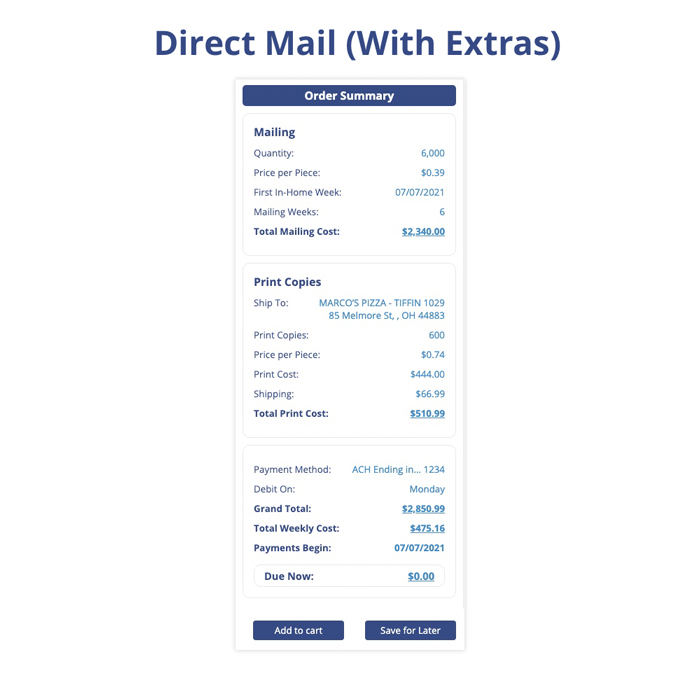 Direct Mail (With Extras)
Order Summary
Mailing
Quantity: 6,000
Price per Piece: $0.39
First In-Home Week: 07/07/2021
Mailing Weeks: 6
Total Mailing Cost: $2,340.00
Print Copies
Ship To: MARCO'S PIZZA - TIFFIN 1029
85 Melmore St, , OH 44883
Print Copies: 600
Price per Piece: $0.74
Print Cost: $444.00
Shipping: $66.99
Total Print Cost: $510.99
Payment Method: ACH Ending in... 1234
Debit On: Monday
Grand Total: $2,850.99
Total Weekly Cost: $475.16
Payments Begin: 07/07/2021
Due Now: $0.00
Add to cart Save for Later